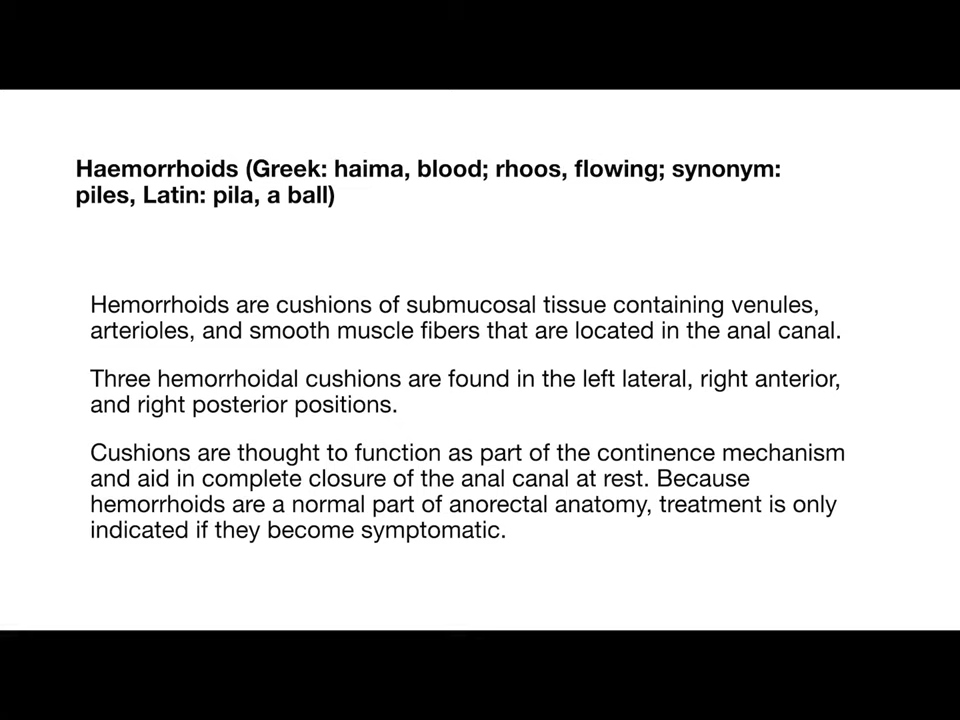 Haemorrhoids (Greek: haima, blood; rhoos, flowing; synonym:
piles, Latin: pila, a ball)
Hemorrhoids are cushions of submucosal tissue containing venules,
arterioles, and smooth muscle fibers that are located in the anal canal.
Three hemorrhoidal cushions are found in the left lateral, right anterior,
and right posterior positions.
Cushions are thought to function as part of the continence mechanism
and aid in complete closure of the anal canal at rest. Because
hemorrhoids are a normal part of anorectal anatomy, treatment is only
indicated if they become symptomatic.